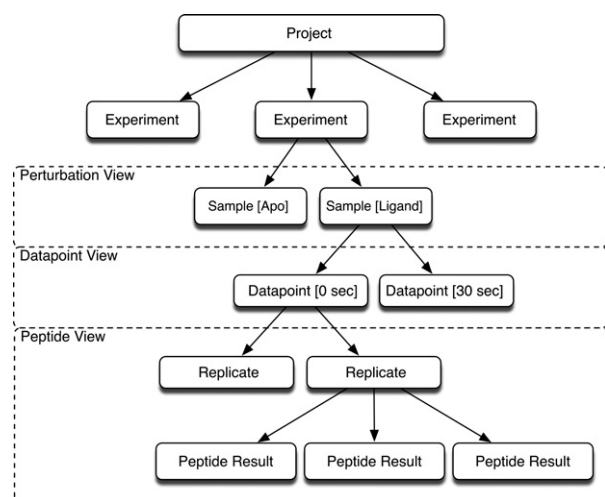 Project
Experiment
Experiment
Experiment
Perturbation View
Sample [Apo]
Sample [Ligand]
Datapoint View
Datapoint [0 sec]
Datapoint [30 sec]
Peptide View
Replicate
Replicate
Peptide Result
Peptide Result
Peptide Result